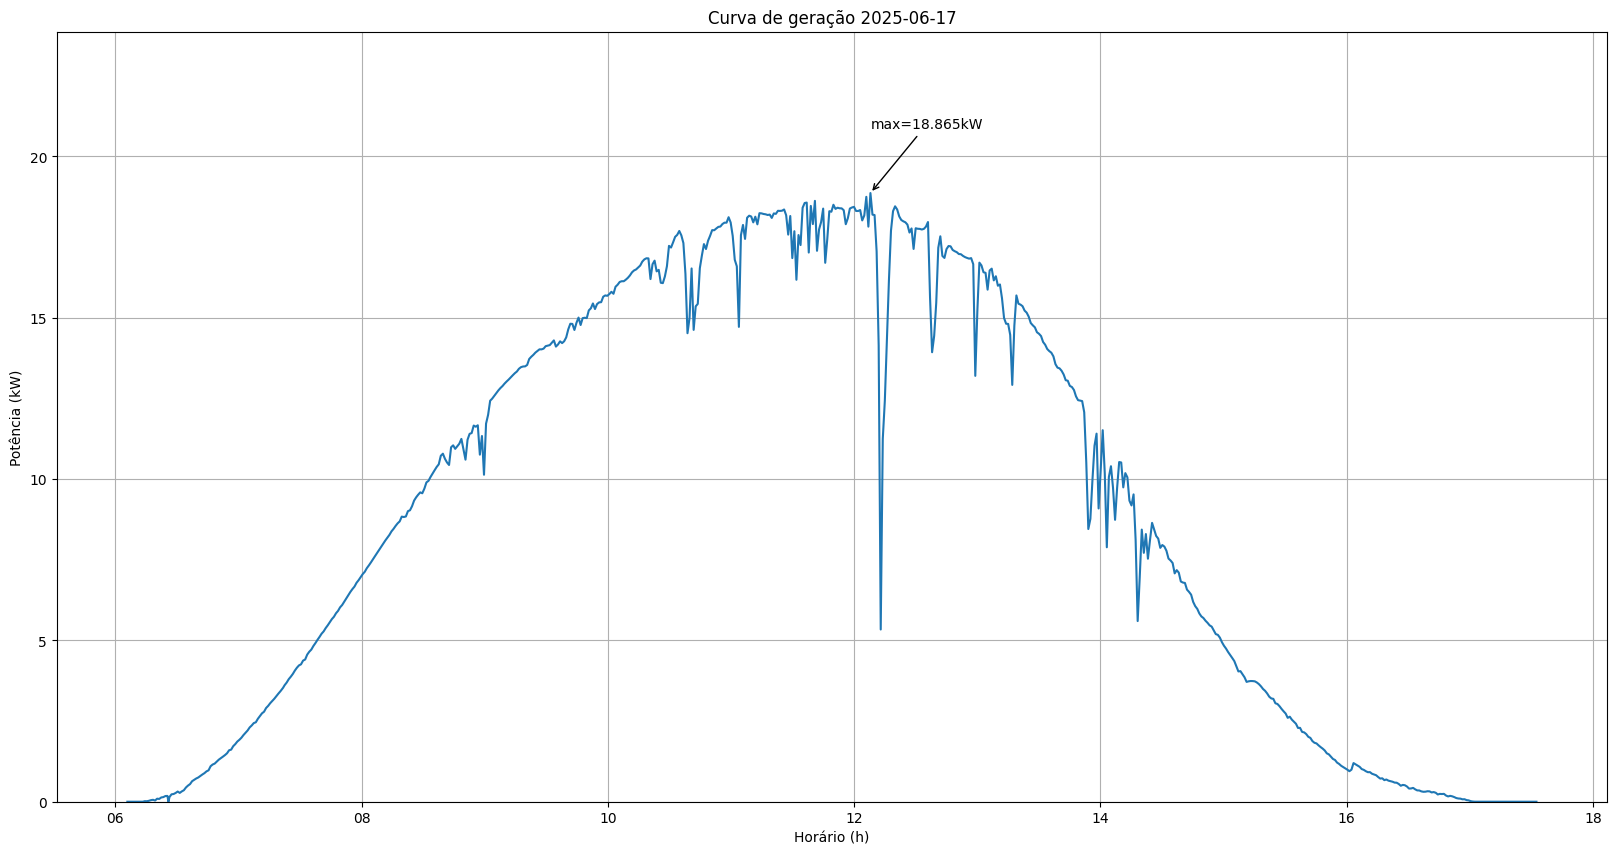 Curva de geração 2025-06-17
max=18.865kW
20
15
10
5
0
Potência (kW)
06 08 10 12 14 16 18
Horário (h)